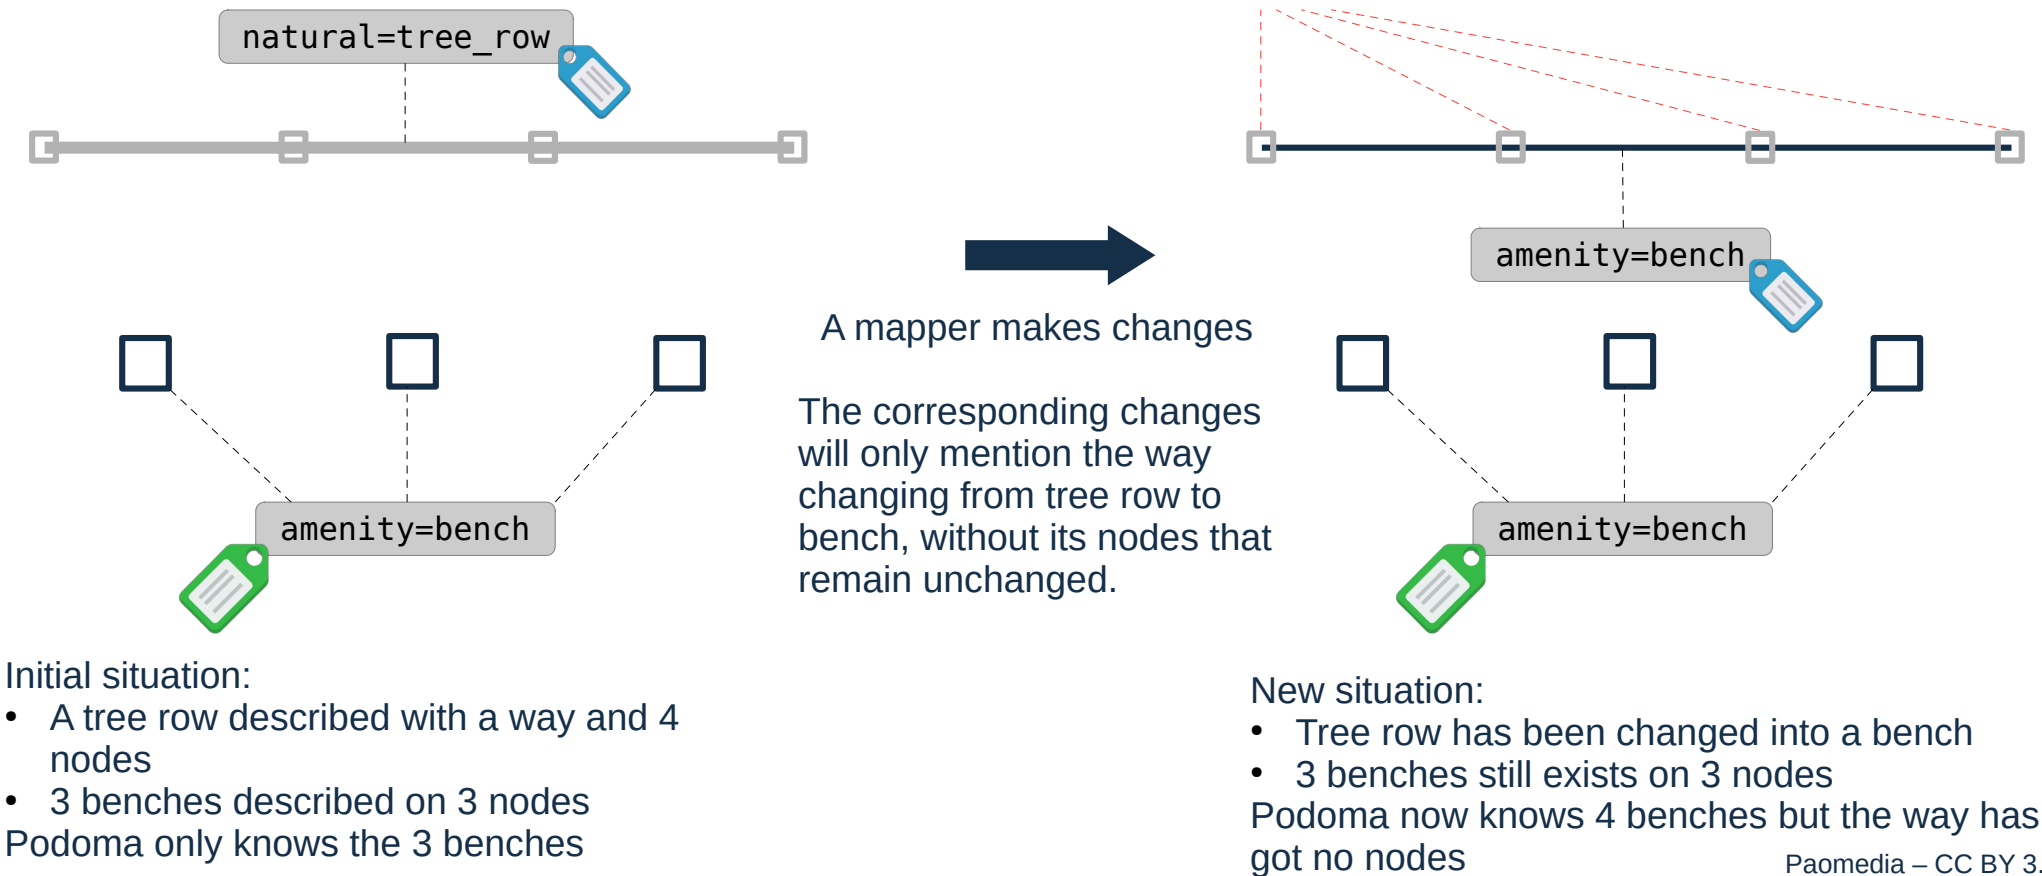 natural=tree_row
amenity=bench
Initial situation:
• A tree row described with a way and 4
nodes
• 3 benches described on 3 nodes
Podoma only knows the 3 benches
A mapper makes changes
The corresponding changes
will only mention the way
changing from tree row to
bench, without its nodes that
remain unchanged.
amenity=bench
amenity=bench
New situation:
• Tree row has been changed into a bench
• 3 benches still exists on 3 nodes
Podoma now knows 4 benches but the way has
got no nodes
Paomedia – CC BY 3.